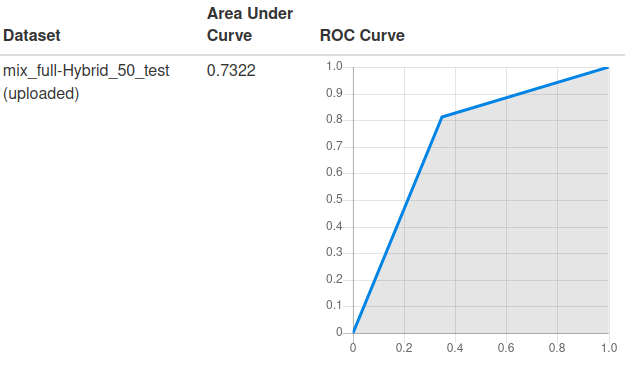 Dataset
Area Under
Curve
ROC Curve
mix_full-Hybrid_50_test
(uploaded)
0.7322
1.0
0.9
0.8
0.7
0.6
0.5
0.4
0.3
0.2
0.1
0
0 0.2 0.4 0.6 0.8 1.0